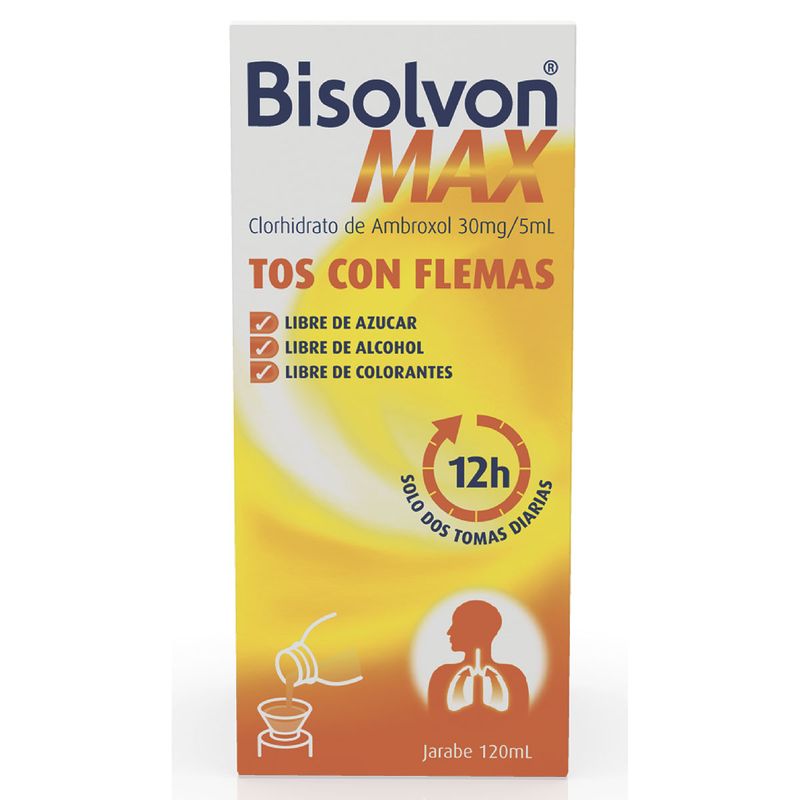 Bisolvon®
MAX
Clorhidrato de Ambroxol 30mg/5mL
TOS CON FLEMAS
LIBRE DE AZUCAR
LIBRE DE ALCOHOL
LIBRE DE COLORANTES
12h
SOLO DOS TOMAS DIARIAS
Jarabe 120mL